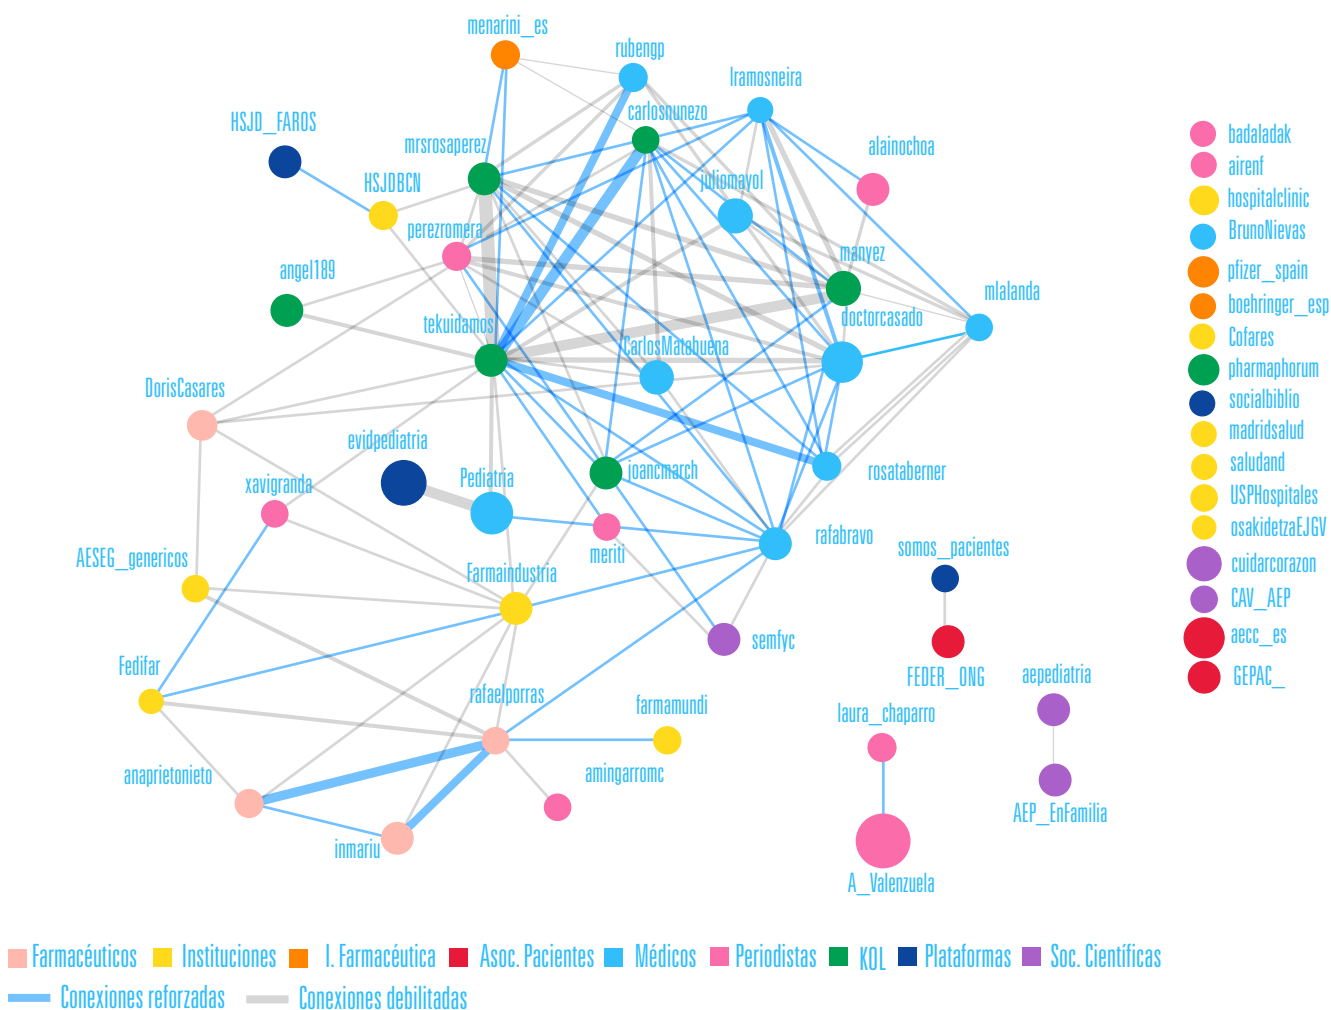 menarini_es
rubengp
lramosneira
carlosnunezo
HSJD_FAROS
mrsrosaperez
alainochoa
HSJDBCN
juliomayol
perezromera
manyez
angel189
mlalanda
tekuidamos
doctorcasado
CarlosMatabuena
DorisCasares
evidpediatria
joancmarch
rosataberner
xavigranda
Pediatria
rafabravo
meriti
somos_pacientes
AESEG_genericos
Farmaindustria
semfyc
Fedifar
FEDER_ONG
aepediatria
rafaelporras
farmamundi
laura_chaparro
anaprietonieto
amingarromc
AEP_EnFamilia
inmariu
A_Valenzuela
badaladak
airenf
hospitalclinic
BrunoNievas
pfizer_spain
boehringer_esp
Cofares
pharmaphorum
socialbiblio
madridsalud
saludand
USPHospitales
osakidetzaEJGV
cuidarcorazon
CAV_AEP
aecc_es
GEPAC_
Farmacéuticos Instituciones I. Farmacéutica Asoc. Pacientes Médicos Periodistas KOL Plataformas Soc. Científicas
Conexiones reforzadas Conexiones debilitadas